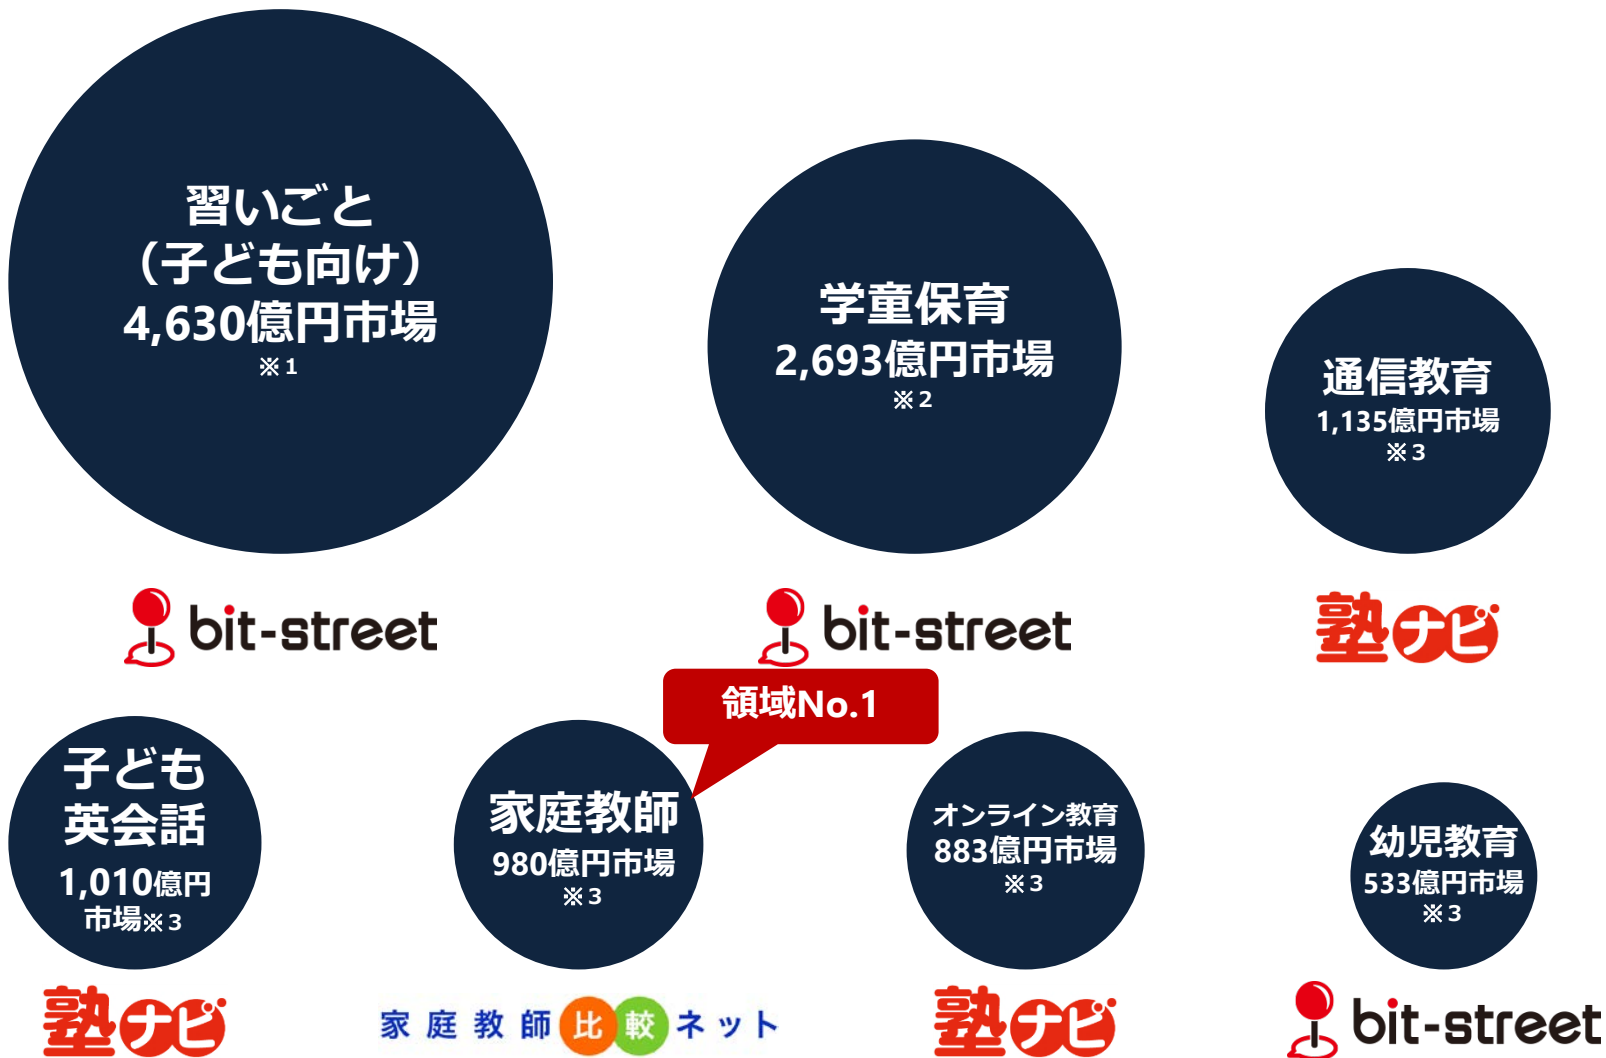 習いごと
（子ども向け）
4,630億円市場
※1
学童保育
2,693億円市場
※2
通信教育
1,135億円市場
※3
bit-street
bit-street
塾ナビ
領域No.1
子ども
英会話
1,010億円
市場※3
家庭教師
980億円市場
※3
オンライン教育
883億円市場
※3
幼児教育
533億円市場
※3
塾ナビ
家庭教師比較ネット
塾ナビ
bit-street